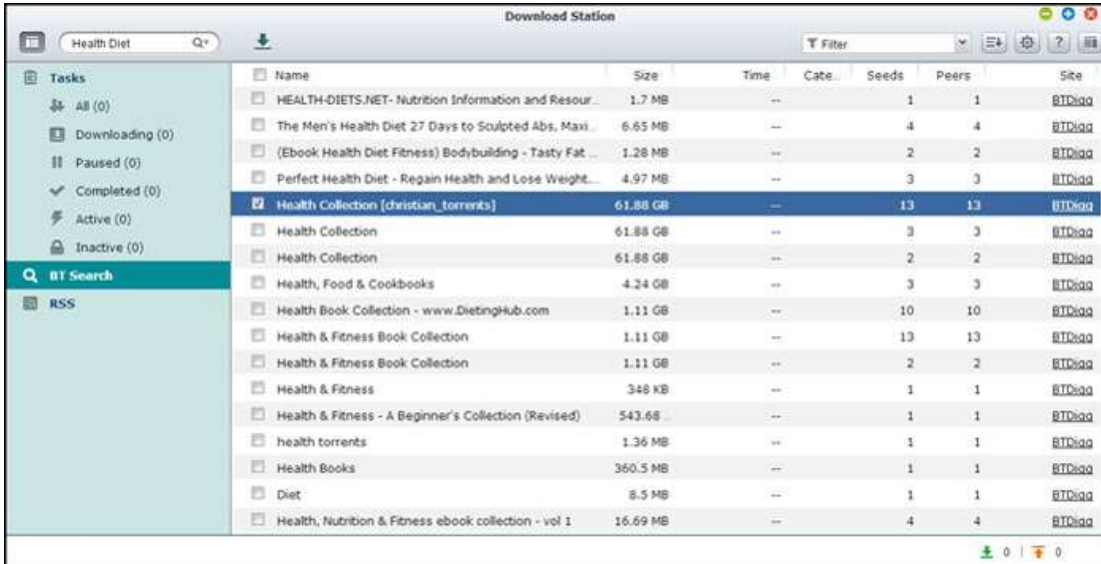 Download Station
Health Diet
Filter
?
Tasks
All (0)
Downloading (0)
Paused (0)
Completed (0)
Active (0)
Inactive (0)
BT Search
RSS
Name Size Time Cate... Seeds Peers Site
HEALTH-DIETS.NET- Nutrition Information and Resour... 1.7 MB -- 1 1 BTDigg
The Men's Health Diet 27 Days to Sculpted Abs, Maxi... 6.65 MB -- 4 4 BTDigg
(Ebook Health Diet Fitness) Bodybuilding - Tasty Fat ... 1.28 MB -- 2 2 BTDigg
Perfect Health Diet - Regain Health and Lose Weight... 4.97 MB -- 3 3 BTDigg
Health Collection [christian_torrents] 61.88 GB -- 13 13 BTDigg
Health Collection 61.88 GB -- 3 3 BTDigg
Health Collection 61.88 GB -- 2 2 BTDigg
Health, Food & Cookbooks 4.24 GB -- 3 3 BTDigg
Health Book Collection - www.DietingHub.com 1.11 GB -- 10 10 BTDigg
Health & Fitness Book Collection 1.11 GB -- 13 13 BTDigg
Health & Fitness Book Collection 1.11 GB -- 2 2 BTDigg
Health & Fitness 348 KB -- 1 1 BTDigg
Health & Fitness - A Beginner's Collection (Revised) 543.68 ... -- 1 1 BTDigg
health torrents 1.36 MB -- 1 1 BTDigg
Health Books 360.5 MB -- 1 1 BTDigg
Diet 8.5 MB -- 1 1 BTDigg
Health, Nutrition & Fitness ebook collection - vol 1 16.69 MB -- 4 4 BTDigg
0 | 0